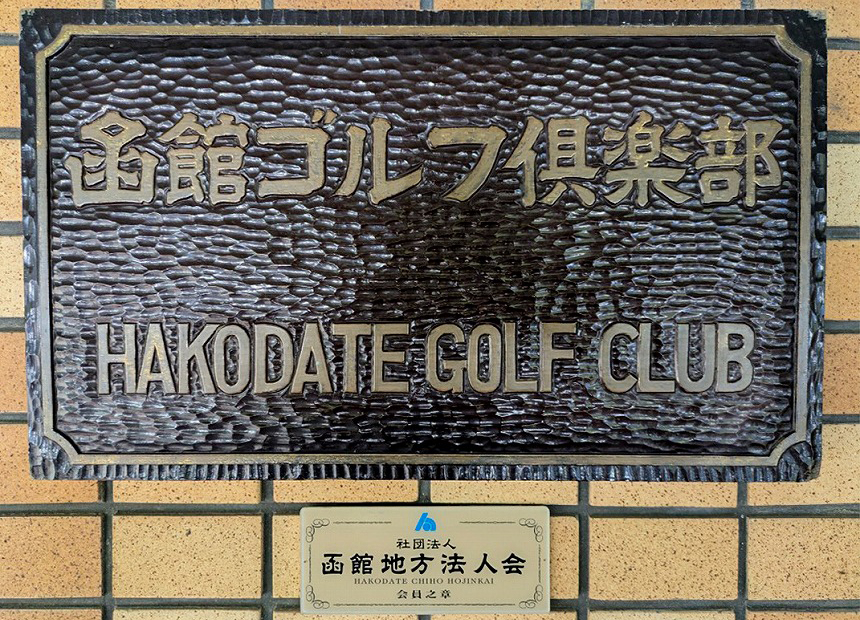 函館ゴルフ倶楽部
HAKODATE GOLF CLUB
社団法人
函館地方法人会
HAKODATE CHIHO HOJINKAI
会員之章